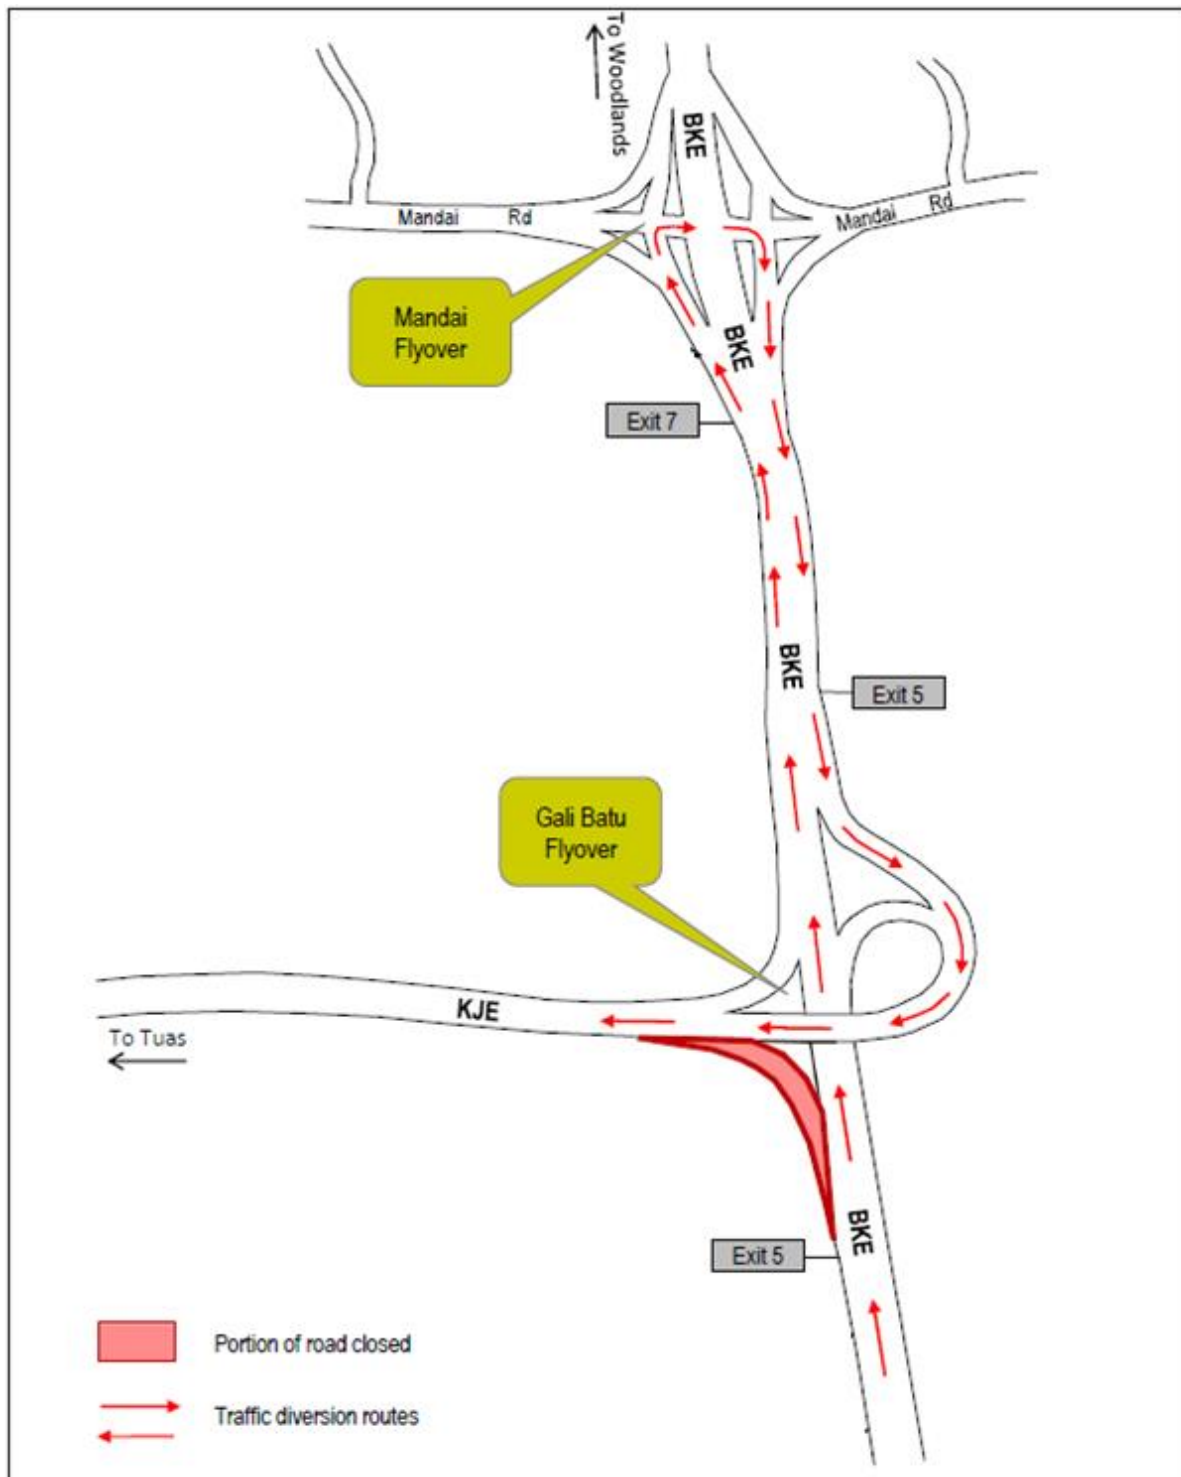 To Woodlands
BKE
Mandai Rd
Mandai Rd
Mandai
Flyover
BKE
Exit 7
BKE
Exit 5
Gali Batu
Flyover
KJE
To Tuas
BKE
Exit 5
Portion of road closed
Traffic diversion routes